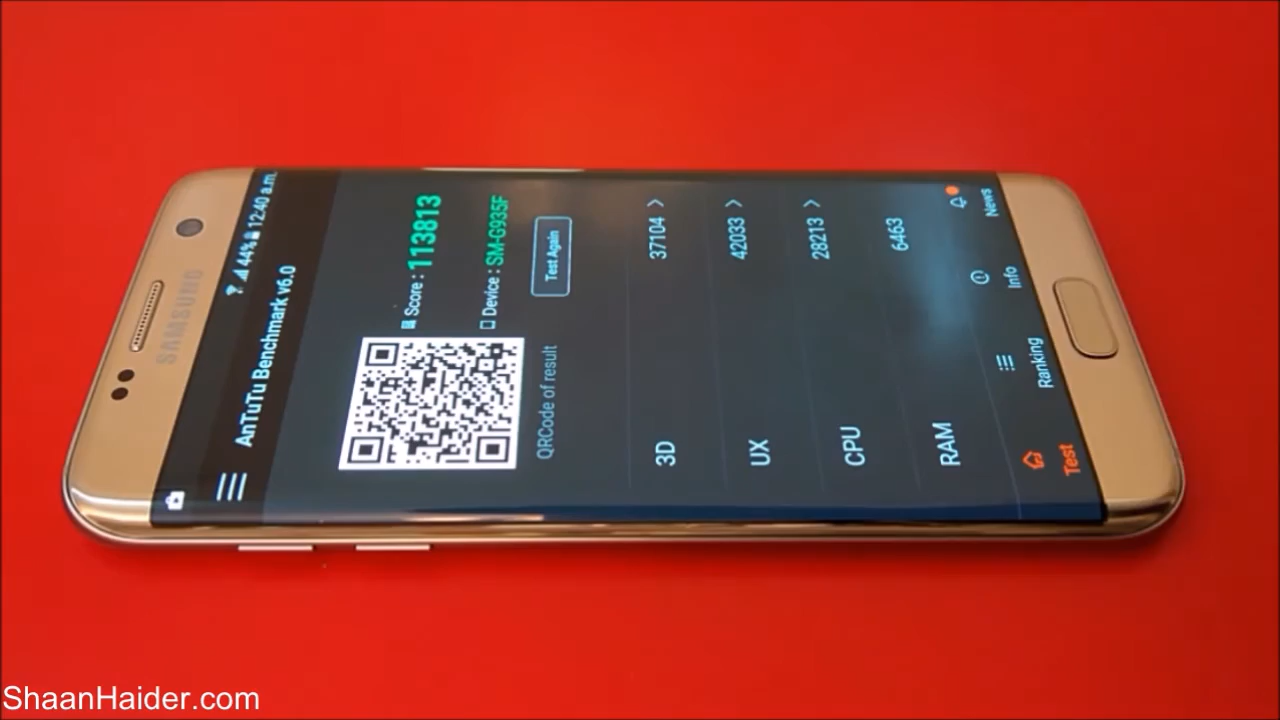 SAMSUNG
44% 12:40 a.m.
AnTuTu Benchmark v6.0
Score : 113813
Device : SM-G935F
Test Again
QRCode of result
3D 37104
UX 42033
CPU 28213
RAM 6463
Test Ranking Info News
ShaanHaider.com